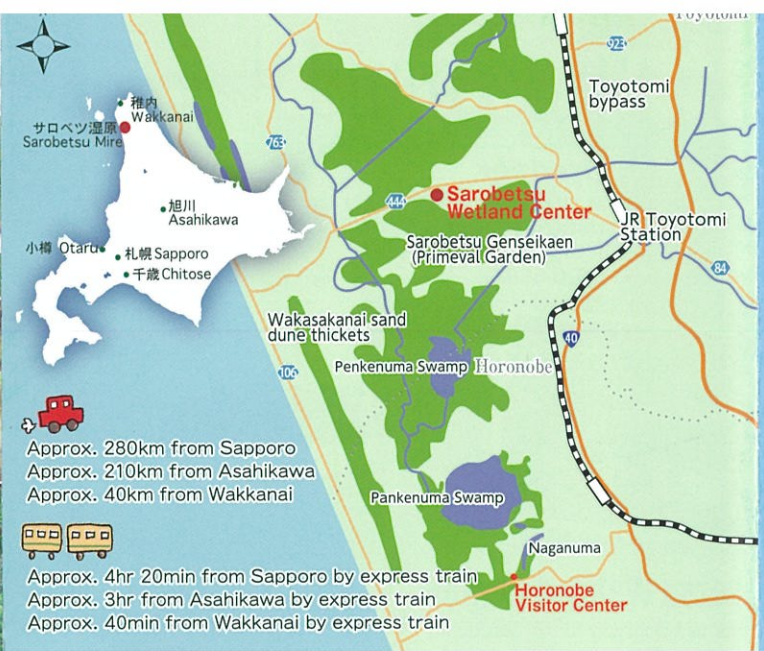 Toyotomi
923
Toyotomi
bypass
稚内
Wakkanai
サロベツ湿原
Sarobetsu Mire
763
旭川
Asahikawa
444
Sarobetsu
Wetland Center
JR Toyotomi
Station
小樽 Otaru
札幌 Sapporo
千歳 Chitose
Sarobetsu Genseikaen
(Primeval Garden)
84
Wakasakanai sand
dune thickets
40
106
Penkenuma Swamp
Horonobe
Approx. 280km from Sapporo
Approx. 210km from Asahikawa
Approx. 40km from Wakkanai
Pankenuma Swamp
Naganuma
Approx. 4hr 20min from Sapporo by express train
Approx. 3hr from Asahikawa by express train
Approx. 40min from Wakkanai by express train
Horonobe
Visitor Center